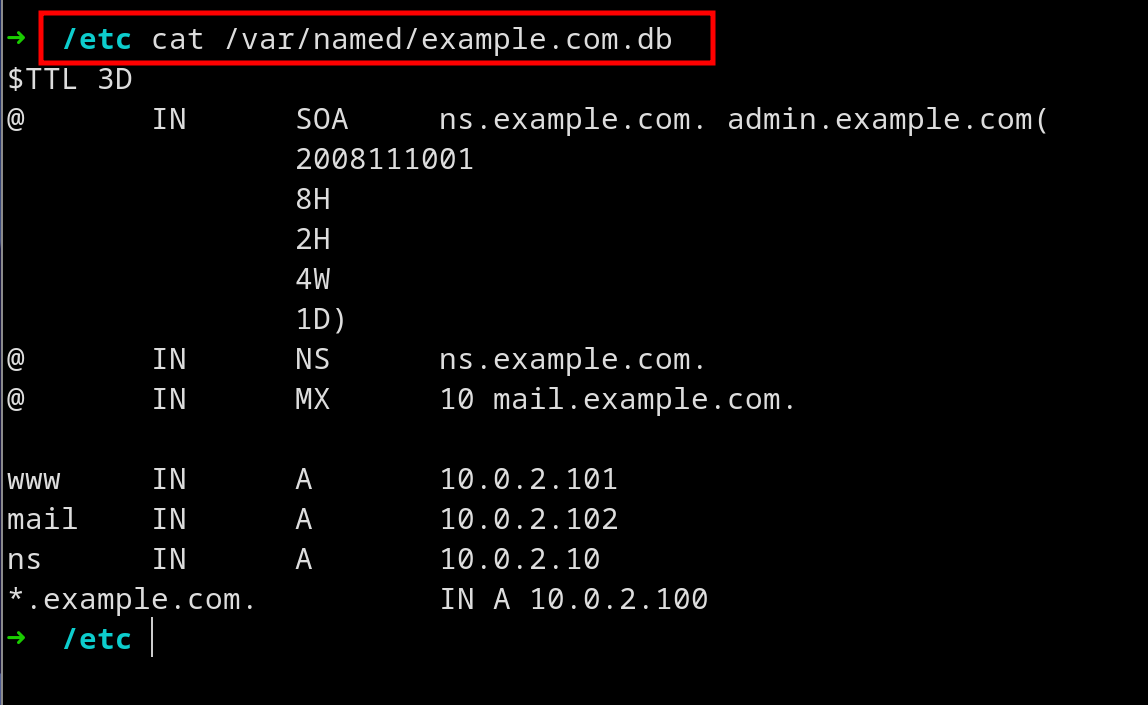 ➜  /etc cat /var/named/example.com.db
$TTL 3D
@       IN      SOA     ns.example.com. admin.example.com(
                2008111001
                8H
                2H
                4W
                1D)
@       IN      NS      ns.example.com.
@       IN      MX      10 mail.example.com.

www     IN      A       10.0.2.101
mail    IN      A       10.0.2.102
ns      IN      A       10.0.2.10
*.example.com.          IN A 10.0.2.100
➜  /etc